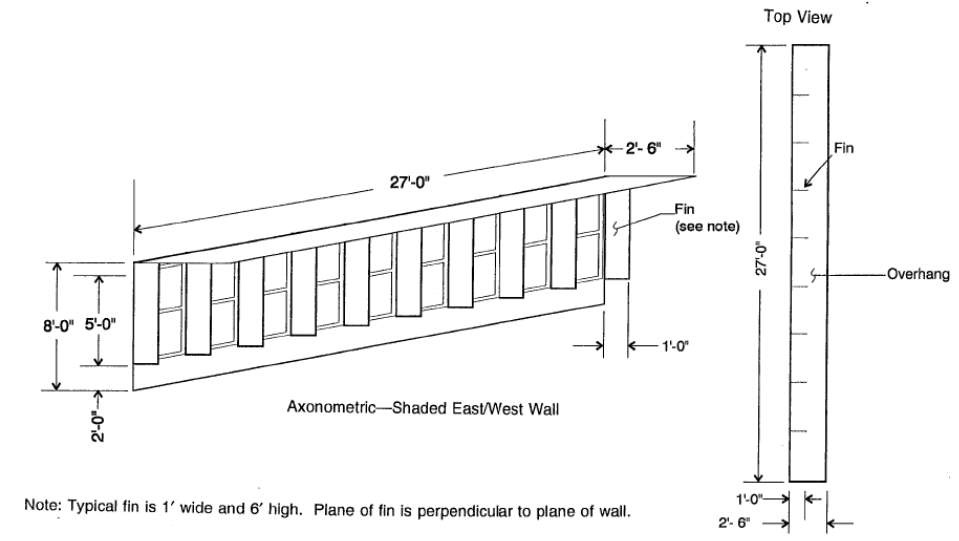 Top View
2'- 6"
27'-0"
Fin
Fin
(see note)
27'-0"
Overhang
8'-0"
5'-0"
1'-0"
2'-0"
Axonometric—Shaded East/West Wall
1'-0"
2'- 6"
Note: Typical fin is 1' wide and 6' high. Plane of fin is perpendicular to plane of wall.